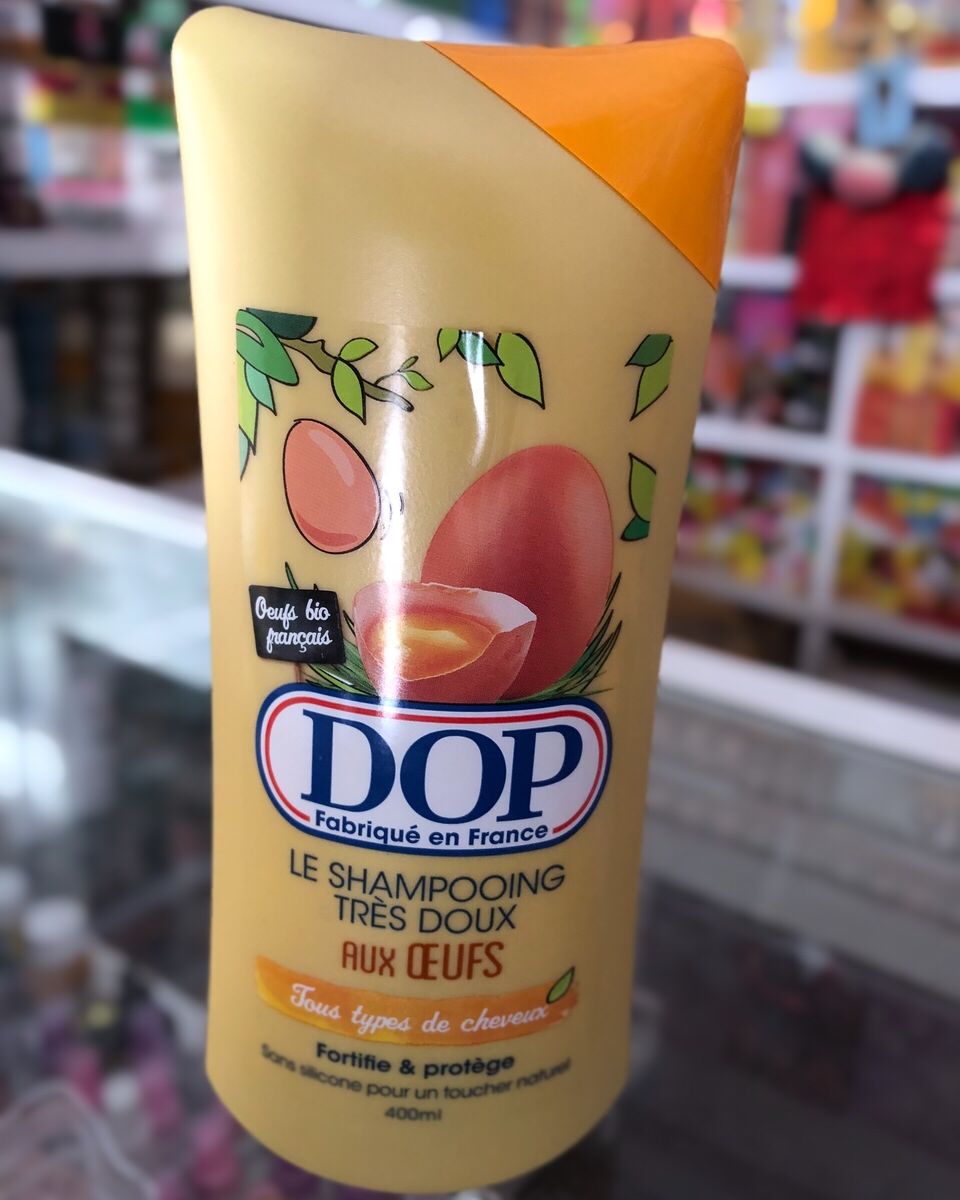 Oeufs bio
français
DOP
Fabriqué en France
LE SHAMPOOING
TRÈS DOUX
AUX ŒUFS
Tous types de cheveux
Fortifie & protège
Sans silicone pour un toucher naturel
400ml